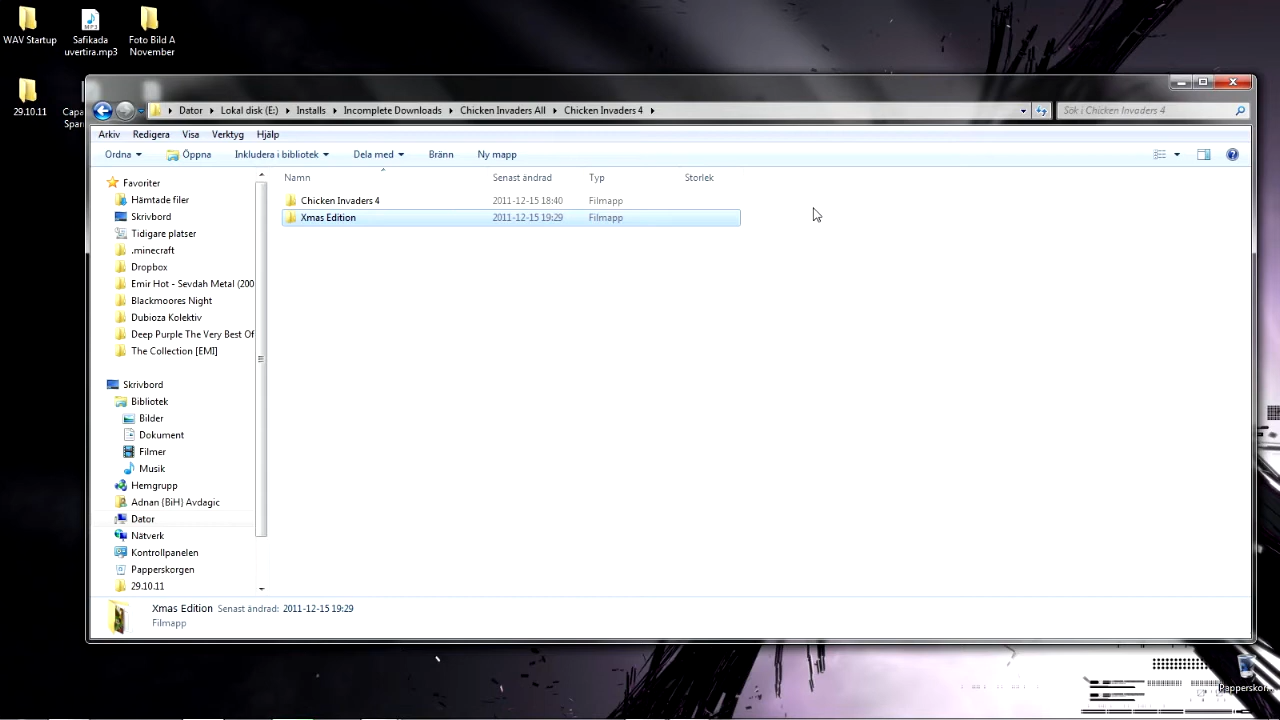 WAV Startup
Safikada
uvertira.mp3
Foto Bild A
November
29.10.11
Dator
Lokal disk (E:)
Installs
Incomplete Downloads
Chicken Invaders All
Chicken Invaders 4
Sök i Chicken Invaders 4
Arkiv
Redigera
Visa
Verktyg
Hjälp
Ordna
Öppna
Inkludera i bibliotek
Dela med
Bränn
Ny mapp
Namn
Senast ändrad
Typ
Storlek
Chicken Invaders 4
2011-12-15 18:40
Filmapp
Xmas Edition
2011-12-15 19:29
Filmapp
Favoriter
Hämtade filer
Skrivbord
Tidigare platser
.minecraft
Dropbox
Emir Hot - Sevdah Metal (200
Blackmoores Night
Dubioza Kolektiv
Deep Purple The Very Best Of
The Collection [EMI]
Skrivbord
Bibliotek
Bilder
Dokument
Filmer
Musik
Hemgrupp
Adnan (BiH) Avdagic
Dator
Nätverk
Kontrollpanelen
Papperskorgen
29.10.11
Xmas Edition
Senast ändrad: 2011-12-15 19:29
Filmapp